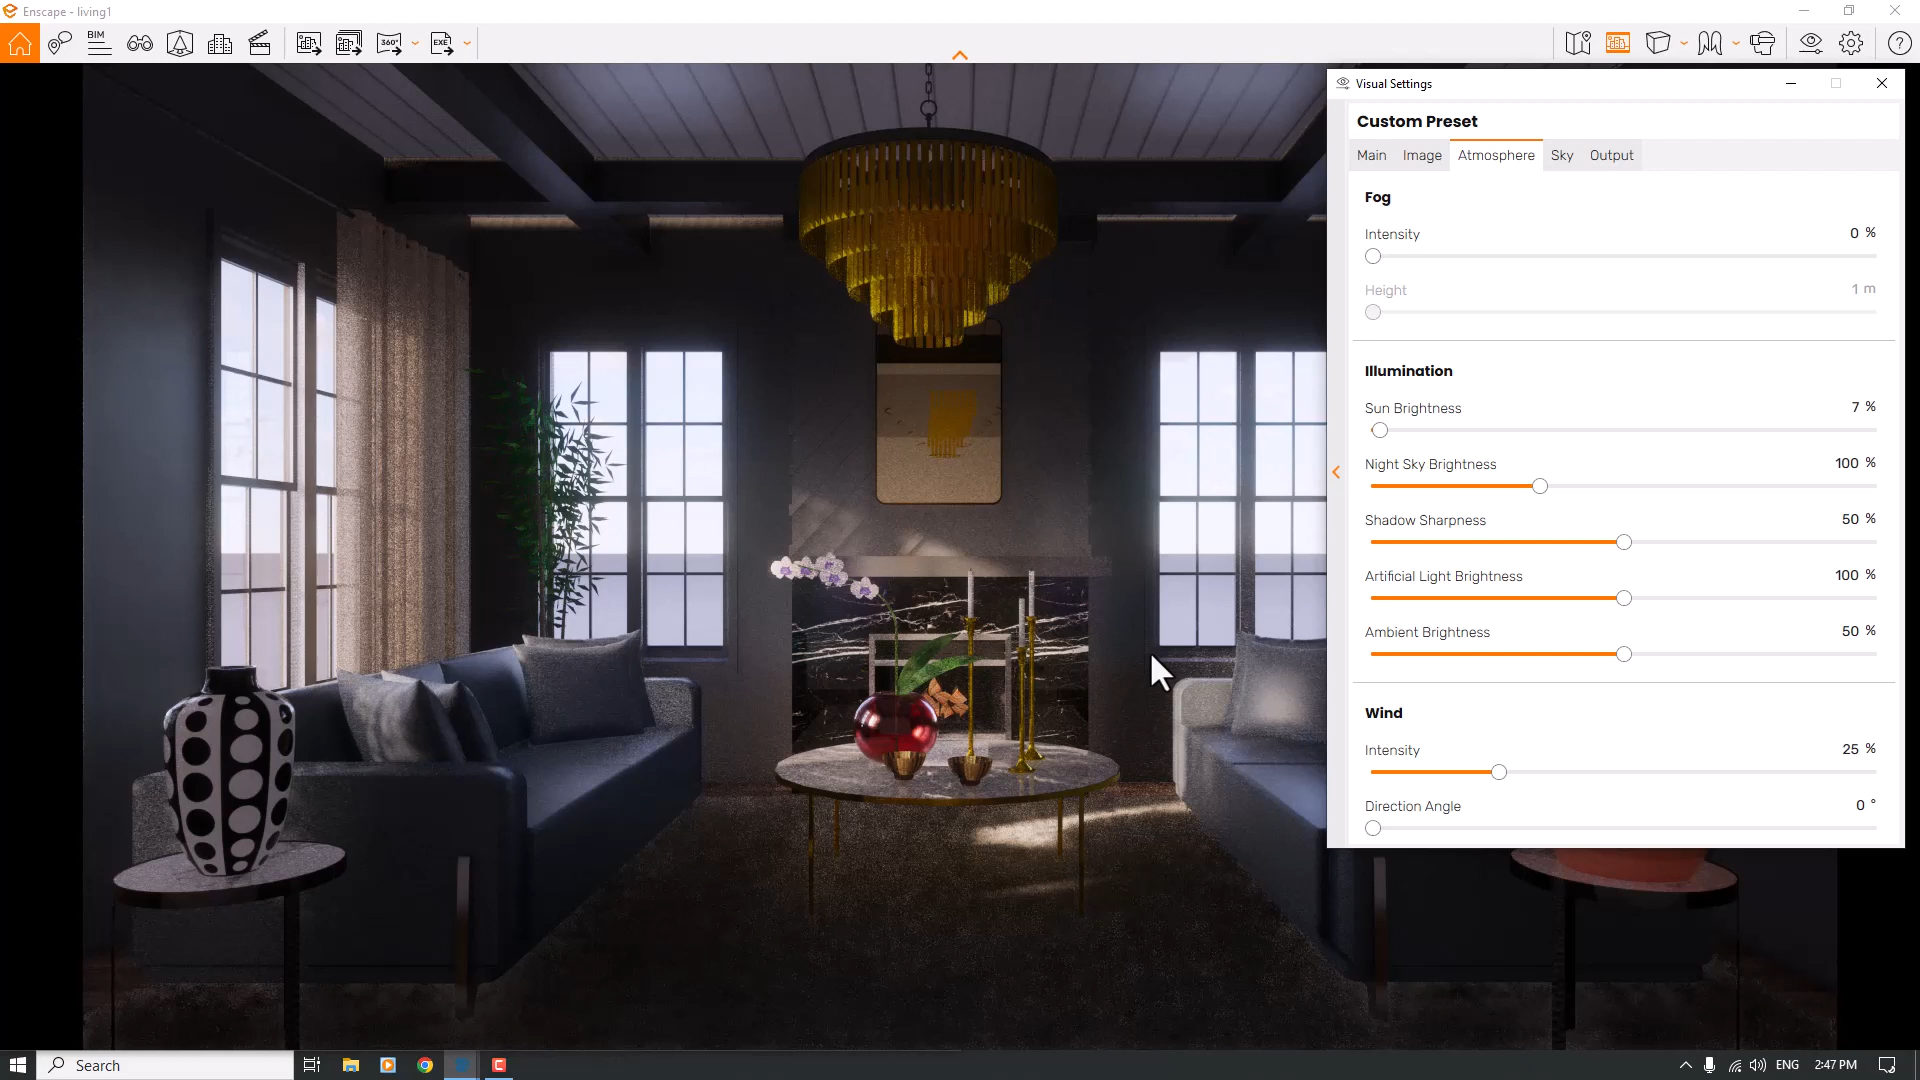 Enscape - living1
BIM
360°
EXE
Visual Settings
Custom Preset
Main
Image
Atmosphere
Sky
Output
Fog
Intensity
0 %
Height
1 m
Illumination
Sun Brightness
7 %
Night Sky Brightness
100 %
Shadow Sharpness
50 %
Artificial Light Brightness
100 %
Ambient Brightness
50 %
Wind
Intensity
25 %
Direction Angle
0 °
Search
ENG
2:47 PM